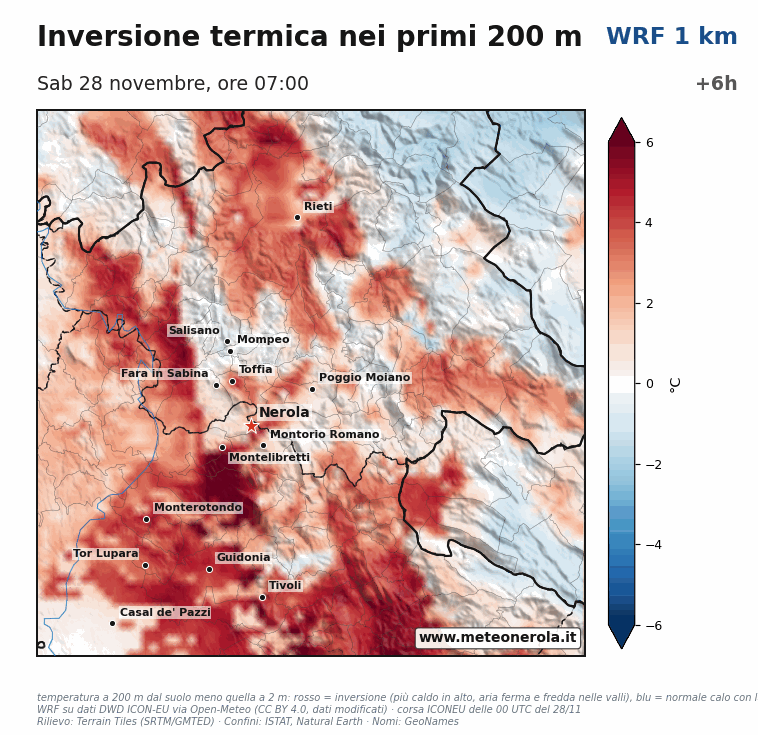 Inversione termica nei primi 200 m
WRF 1 km
Sab 28 novembre, ore 07:00
+6h
Rieti
Salisano
Mompeo
Toffia
Fara in Sabina
Poggio Moiano
Nerola
Montorio Romano
Montelibretti
Monterotondo
Tor Lupara
Guidonia
Tivoli
Casal de' Pazzi
www.meteonerola.it
6
4
2
0
−2
−4
−6
°C
temperatura a 200 m dal suolo meno quella a 2 m: rosso = inversione (più caldo in alto, aria ferma e fredda nelle valli), blu = normale calo con l
WRF su dati DWD ICON-EU via Open-Meteo (CC BY 4.0, dati modificati) · corsa ICONEU delle 00 UTC del 28/11
Rilievo: Terrain Tiles (SRTM/GMTED) · Confini: ISTAT, Natural Earth · Nomi: GeoNames